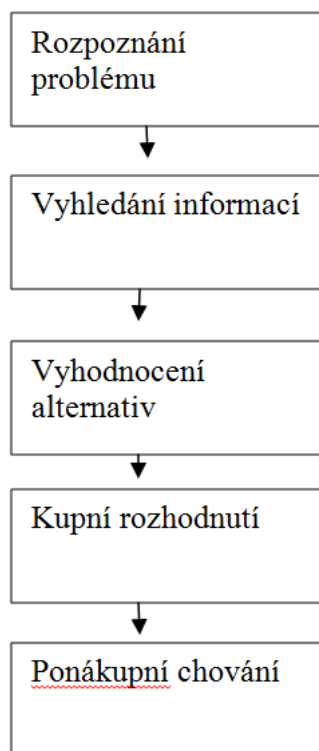 Rozpoznání
problému
Vyhledání informací
Vyhodnocení
alternativ
Kupní rozhodnutí
Ponákupní chování